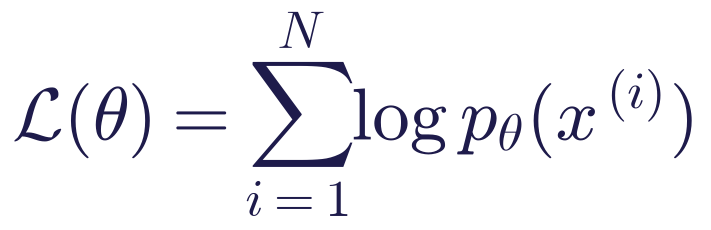 ℒ(θ) = ∑_{i=1}^{N} log p_θ(x^{(i)})